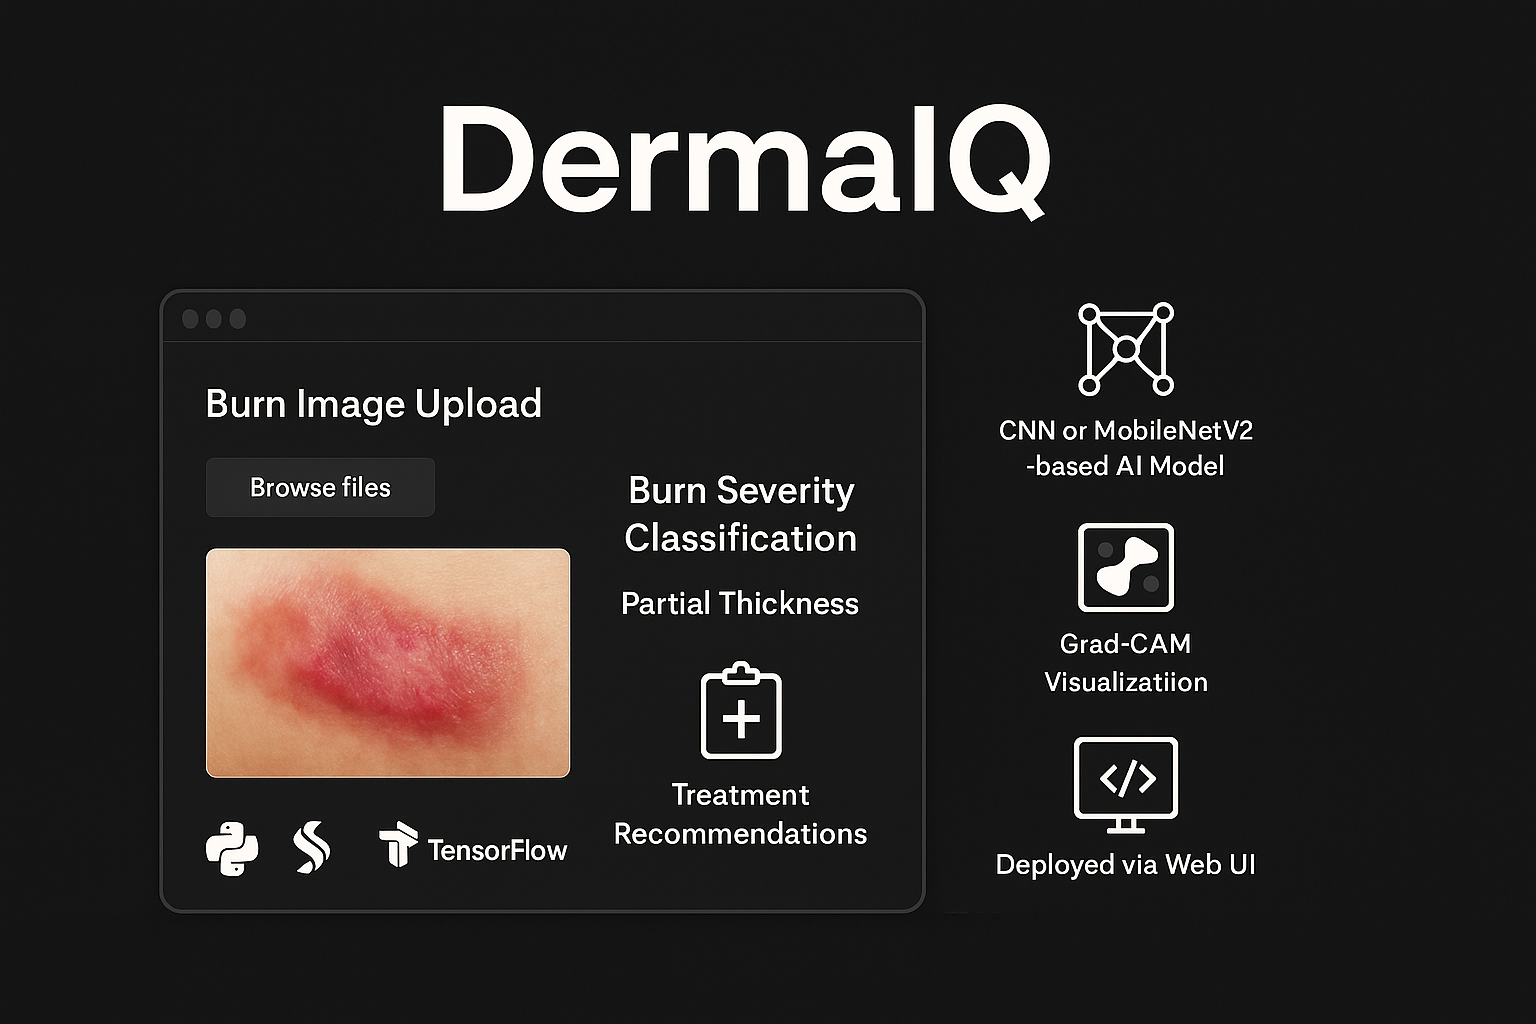 DermaIQ
Burn Image Upload
Browse files
Burn Severity
Classification
Partial Thickness
Treatment
Recommendations
TensorFlow
CNN or MobileNetV2
-based AI Model
Grad-CAM
Visualizatiion
Deployed via Web UI